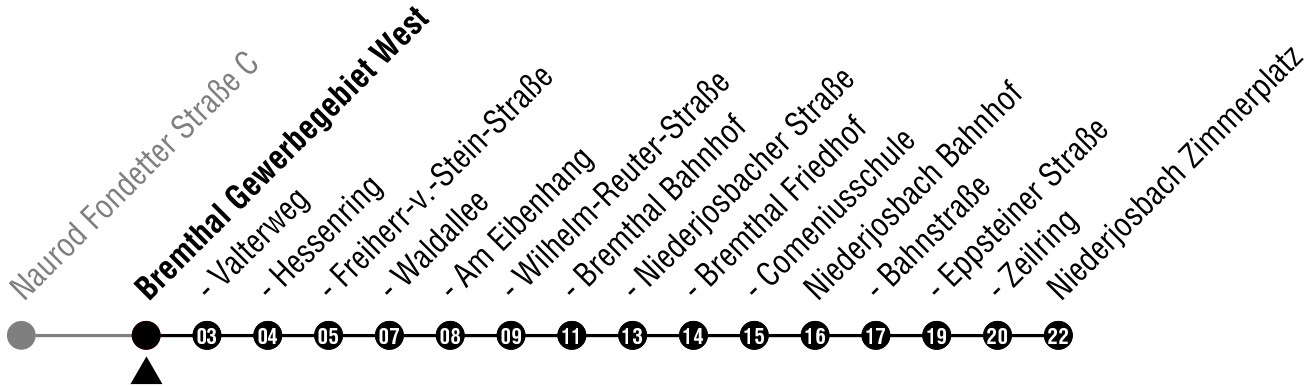 Naurod Fondetter Straße C
Bremthal Gewerbegebiet West
- Valterweg
- Hessenring
- Freiherr-v.-Stein-Straße
- Waldallee
- Am Eibenhang
- Wilhelm-Reuter-Straße
- Bremthal Bahnhof
- Niederjosbacher Straße
- Bremthal Friedhof
- Comeniusschule
Niederjosbach Bahnhof
- Bahnstraße
- Eppsteiner Straße
- Zeilring
Niederjosbach Zimmerplatz
03 04 05 07 08 09 11 13 14 15 16 17 19 20 22